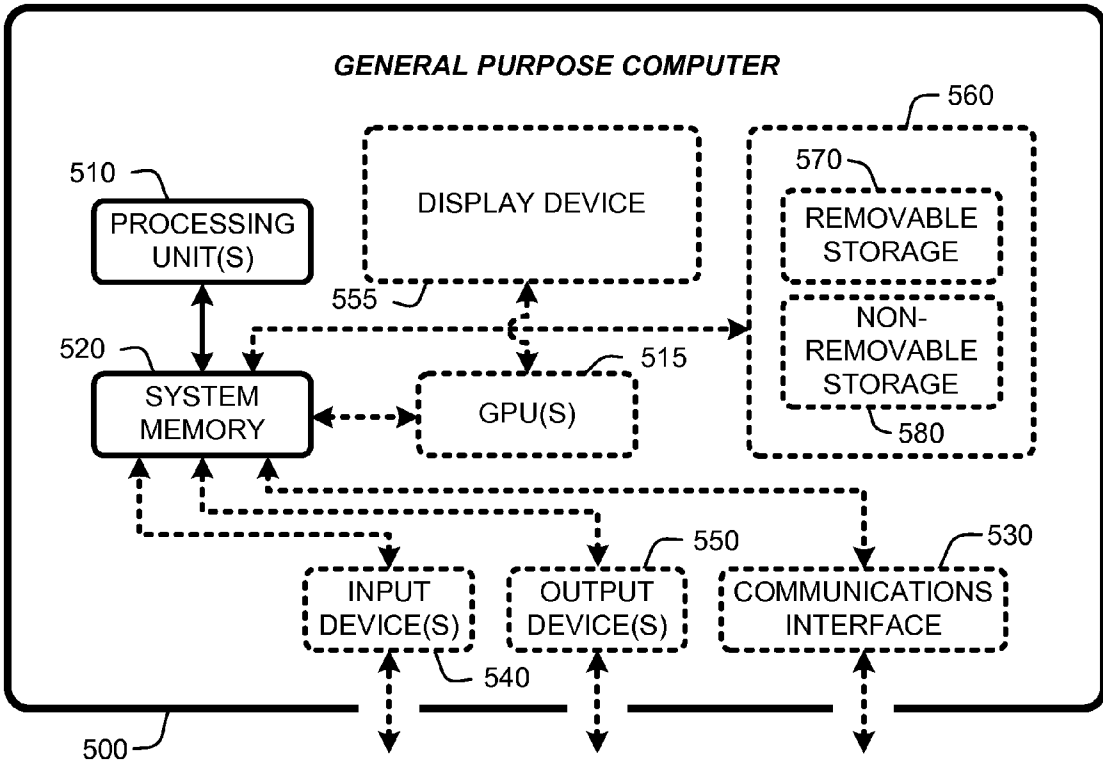 GENERAL PURPOSE COMPUTER
560
510
570
PROCESSING
UNIT(S)
DISPLAY DEVICE
REMOVABLE
STORAGE
555
NON-
REMOVABLE
STORAGE
520
515
SYSTEM
MEMORY
GPU(S)
580
550
530
INPUT
DEVICE(S)
OUTPUT
DEVICE(S)
COMMUNICATIONS
INTERFACE
540
500